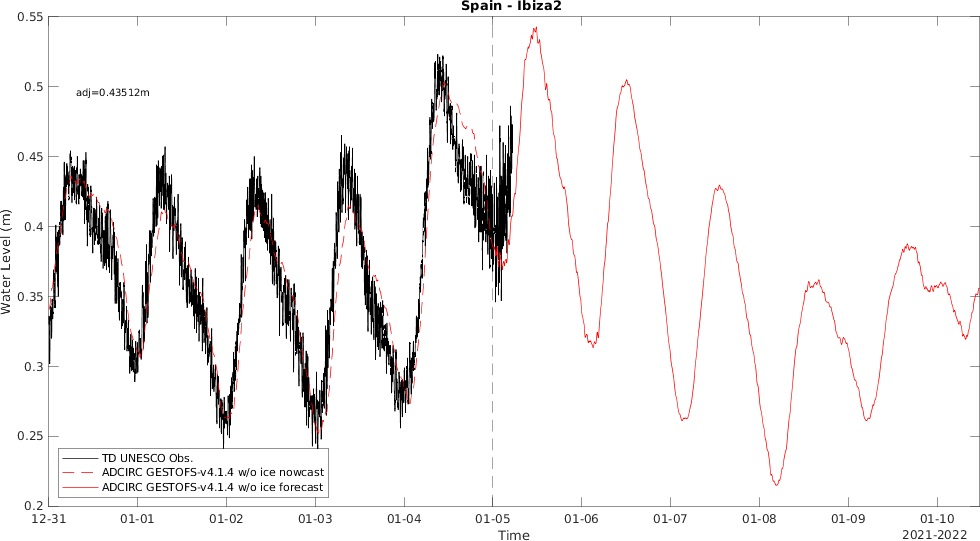 Spain - Ibiza2
0.55
0.5
0.45
0.4
0.35
0.3
0.25
0.2
Water Level (m)
adj=0.43512m
TD UNESCO Obs.
ADCIRC GESTOFS-v4.1.4 w/o ice nowcast
ADCIRC GESTOFS-v4.1.4 w/o ice forecast
12-31 01-01 01-02 01-03 01-04 01-05 01-06 01-07 01-08 01-09 01-10
Time
2021-2022